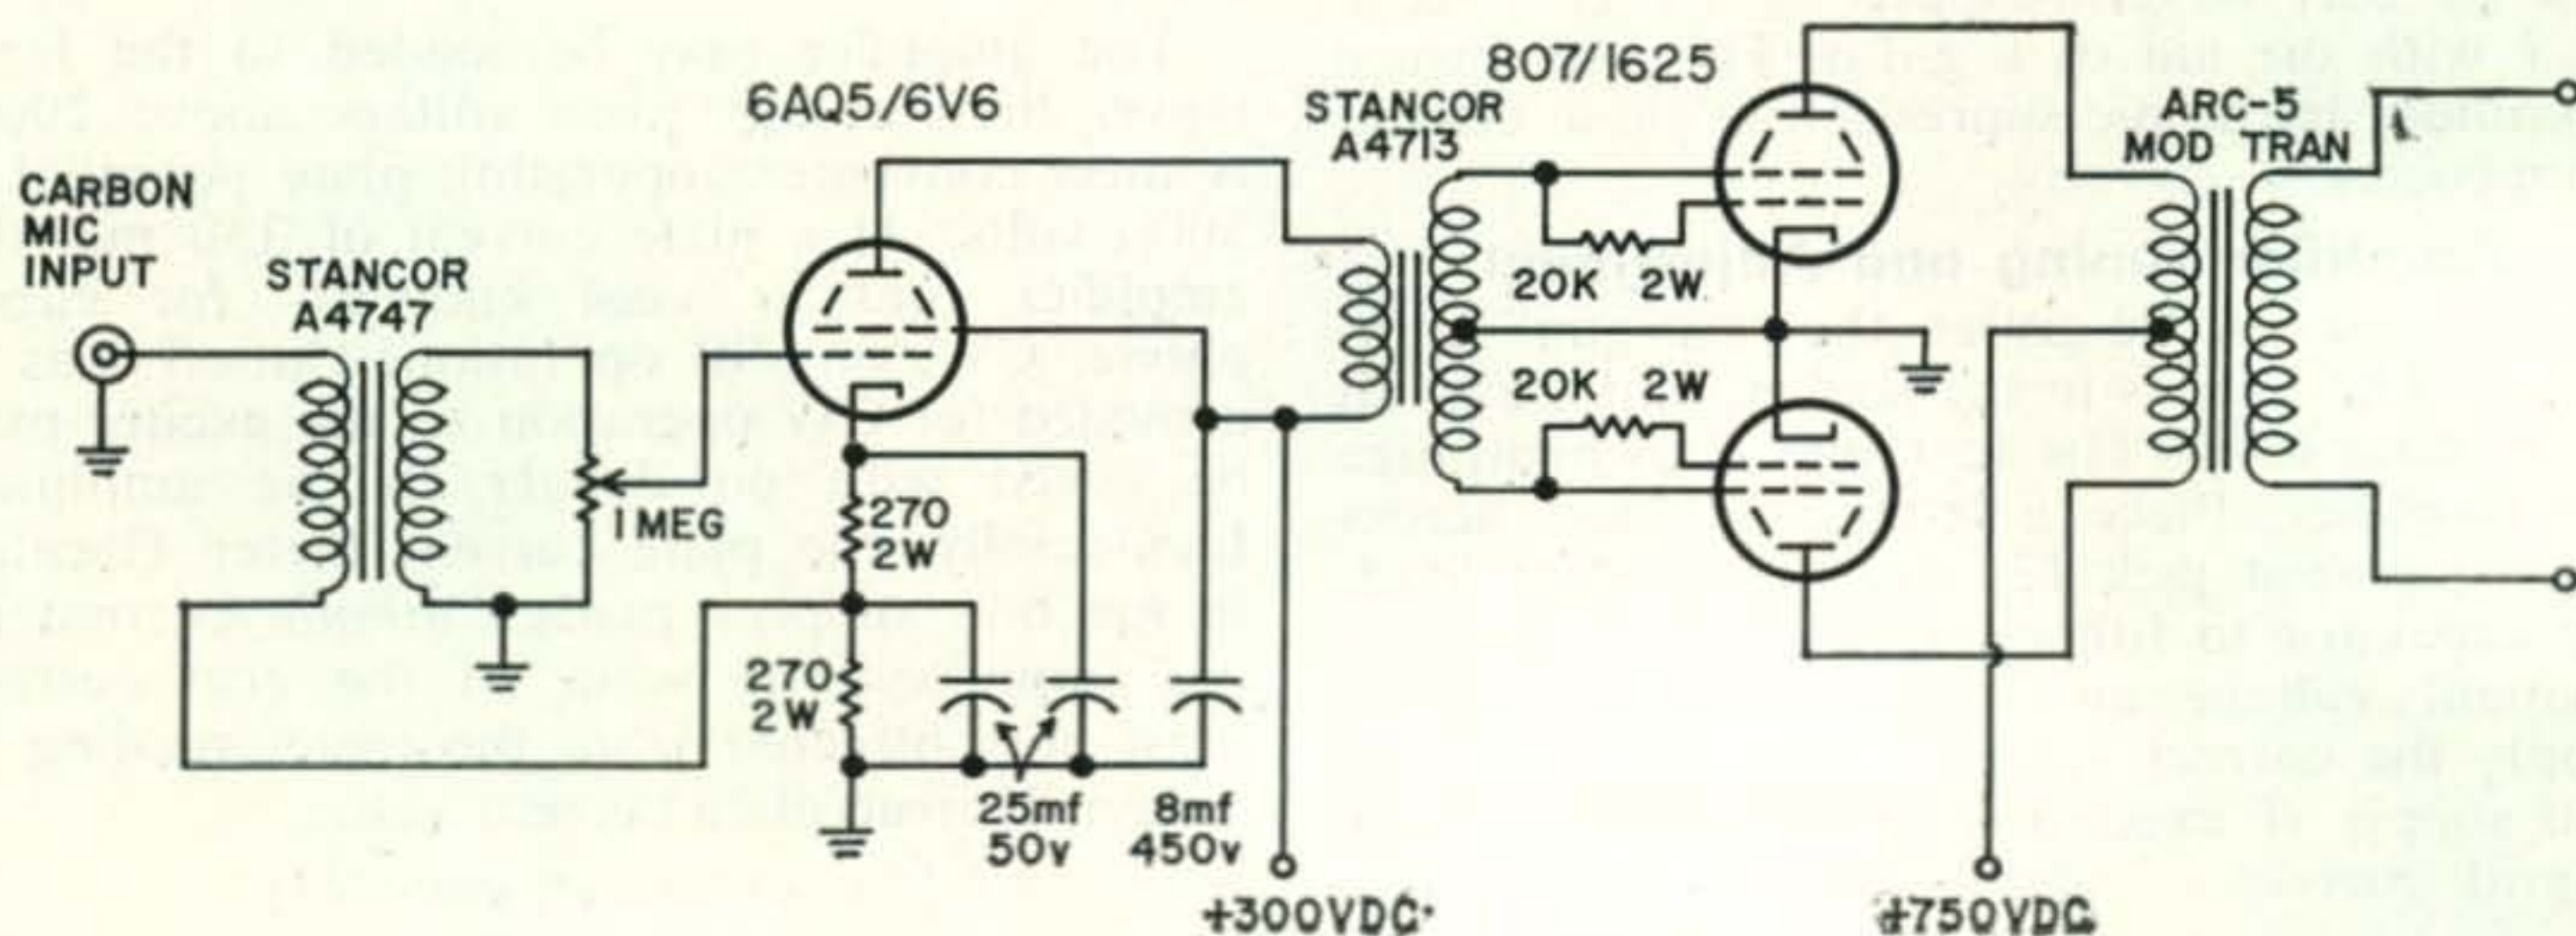 CARBON
MIC
INPUT
STANCOR
A4747
1 MEG
6AQ5/6V6
270
2W
270
2W
25mf
50v
8mf
450v
+300VDC
STANCOR
A4713
807/1625
20K 2W
20K 2W
+750VDC
ARC-5
MOD TRAN